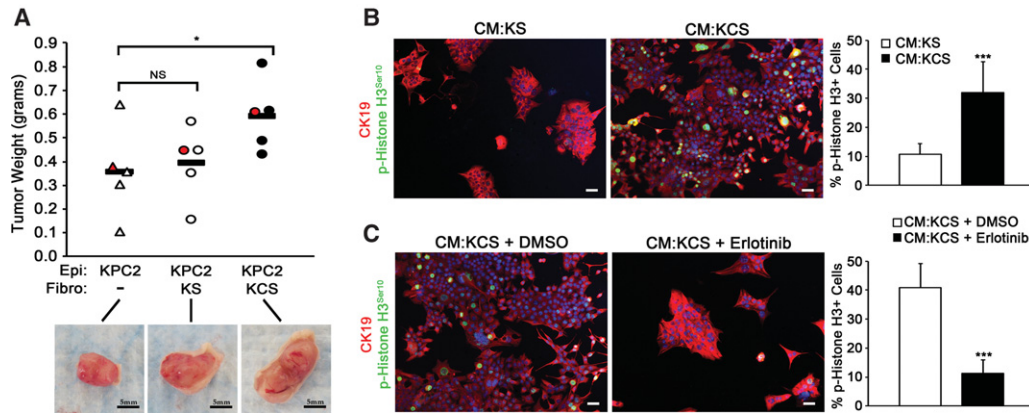 A
Tumor Weight (grams)
0.9
0.8
0.7
0.6
0.5
0.4
0.3
0.2
0.1
0.0
*
NS
Epi: KPC2 KPC2 KPC2
Fibro: - KS KCS
5mm 5mm 5mm
B
CM:KS CM:KCS
CK19
p-Histone H3Ser10
% p-Histone H3+ Cells
50
40
30
20
10
0
CM:KS
CM:KCS
***
C
CM:KCS + DMSO CM:KCS + Erlotinib
CK19
p-Histone H3Ser10
% p-Histone H3+ Cells
50
40
30
20
10
0
CM:KCS + DMSO
CM:KCS + Erlotinib
***